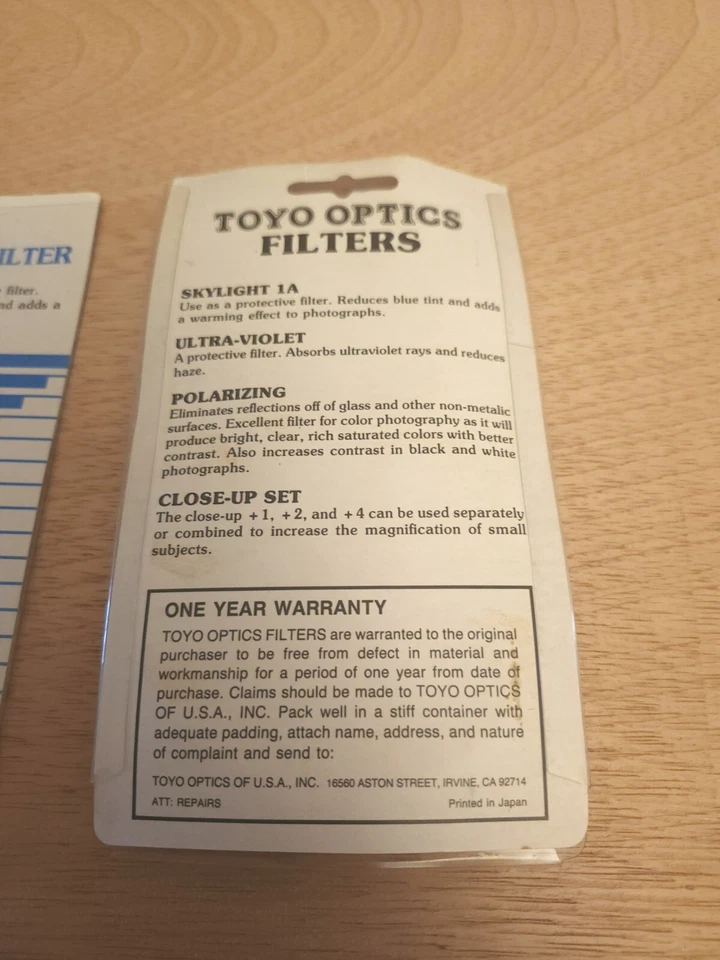 ILTER
filter.
nd adds a
TOYO OPTICS
FILTERS
SKYLIGHT 1A
Use as a protective filter. Reduces blue tint and adds
a warming effect to photographs.
ULTRA-VIOLET
A protective filter. Absorbs ultraviolet rays and reduces
haze.
POLARIZING
Eliminates reflections off of glass and other non-metalic
surfaces. Excellent filter for color photography as it will
produce bright, clear, rich saturated colors with better
contrast. Also increases contrast in black and white
photographs.
CLOSE-UP SET
The close-up +1, +2, and +4 can be used separately
or combined to increase the magnification of small
subjects.
ONE YEAR WARRANTY
TOYO OPTICS FILTERS are warranted to the original
purchaser to be free from defect in material and
workmanship for a period of one year from date of
purchase. Claims should be made to TOYO OPTICS
OF U.S.A., INC. Pack well in a stiff container with
adequate padding, attach name, address, and nature
of complaint and send to:
TOYO OPTICS OF U.S.A., INC. 16560 ASTON STREET, IRVINE, CA 92714
ATT: REPAIRS Printed in Japan